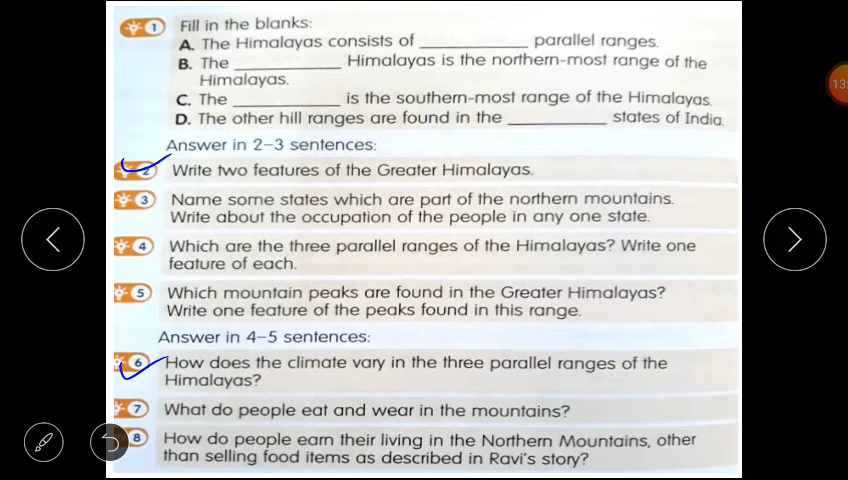 1 Fill in the blanks:
A. The Himalayas consists of ____________ parallel ranges.
B. The ____________ Himalayas is the northern-most range of the
Himalayas.
C. The ____________ is the southern-most range of the Himalayas.
D. The other hill ranges are found in the ___________ states of India.
Answer in 2–3 sentences:
2 Write two features of the Greater Himalayas.
3 Name some states which are part of the northern mountains.
Write about the occupation of the people in any one state.
4 Which are the three parallel ranges of the Himalayas? Write one
feature of each.
5 Which mountain peaks are found in the Greater Himalayas?
Write one feature of the peaks found in this range.
Answer in 4–5 sentences:
6 How does the climate vary in the three parallel ranges of the
Himalayas?
7 What do people eat and wear in the mountains?
8 How do people earn their living in the Northern Mountains, other
than selling food items as described in Ravi's story?